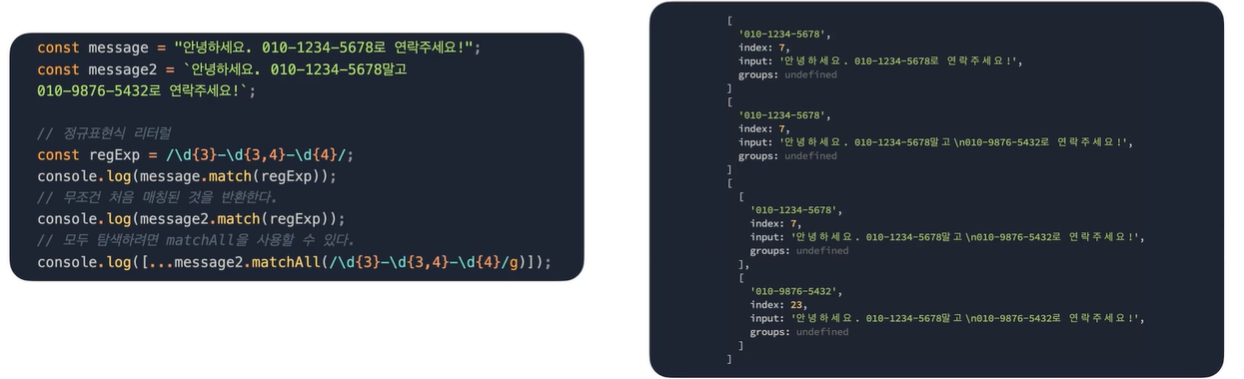 const message = "안녕하세요. 010-1234-5678로 연락주세요!";
const message2 = `안녕하세요. 010-1234-5678말고
010-9876-5432로 연락주세요!`;
// 정규표현식 리터럴
const regExp = /\d{3}-\d{3,4}-\d{4}/;
console.log(message.match(regExp));
// 무조건 처음 매칭된 것을 반환한다.
console.log(message2.match(regExp));
// 모두 탐색하려면 matchAll을 사용할 수 있다.
console.log([...message2.matchAll(/\d{3}-\d{3,4}-\d{4}/g)]);
[
'010-1234-5678',
index: 7,
input: '안녕하세요. 010-1234-5678로 연락주세요!',
groups: undefined
]
[
'010-1234-5678',
index: 7,
input: '안녕하세요. 010-1234-5678말고\n010-9876-5432로 연락주세요!',
groups: undefined
]
[
[
'010-1234-5678',
index: 7,
input: '안녕하세요. 010-1234-5678말고\n010-9876-5432로 연락주세요!',
groups: undefined
],
[
'010-9876-5432',
index: 23,
input: '안녕하세요. 010-1234-5678말고\n010-9876-5432로 연락주세요!',
groups: undefined
]
]